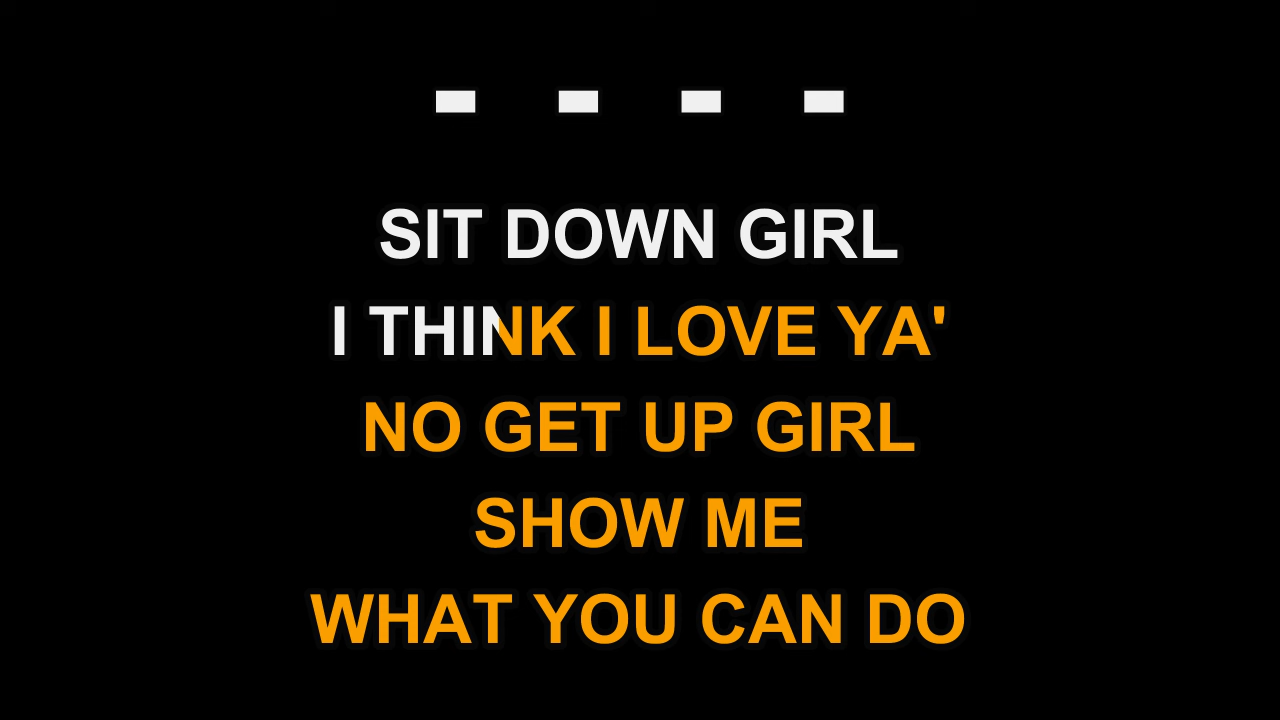 - - - -
SIT DOWN GIRL
I THINK I LOVE YA'
NO GET UP GIRL
SHOW ME
WHAT YOU CAN DO